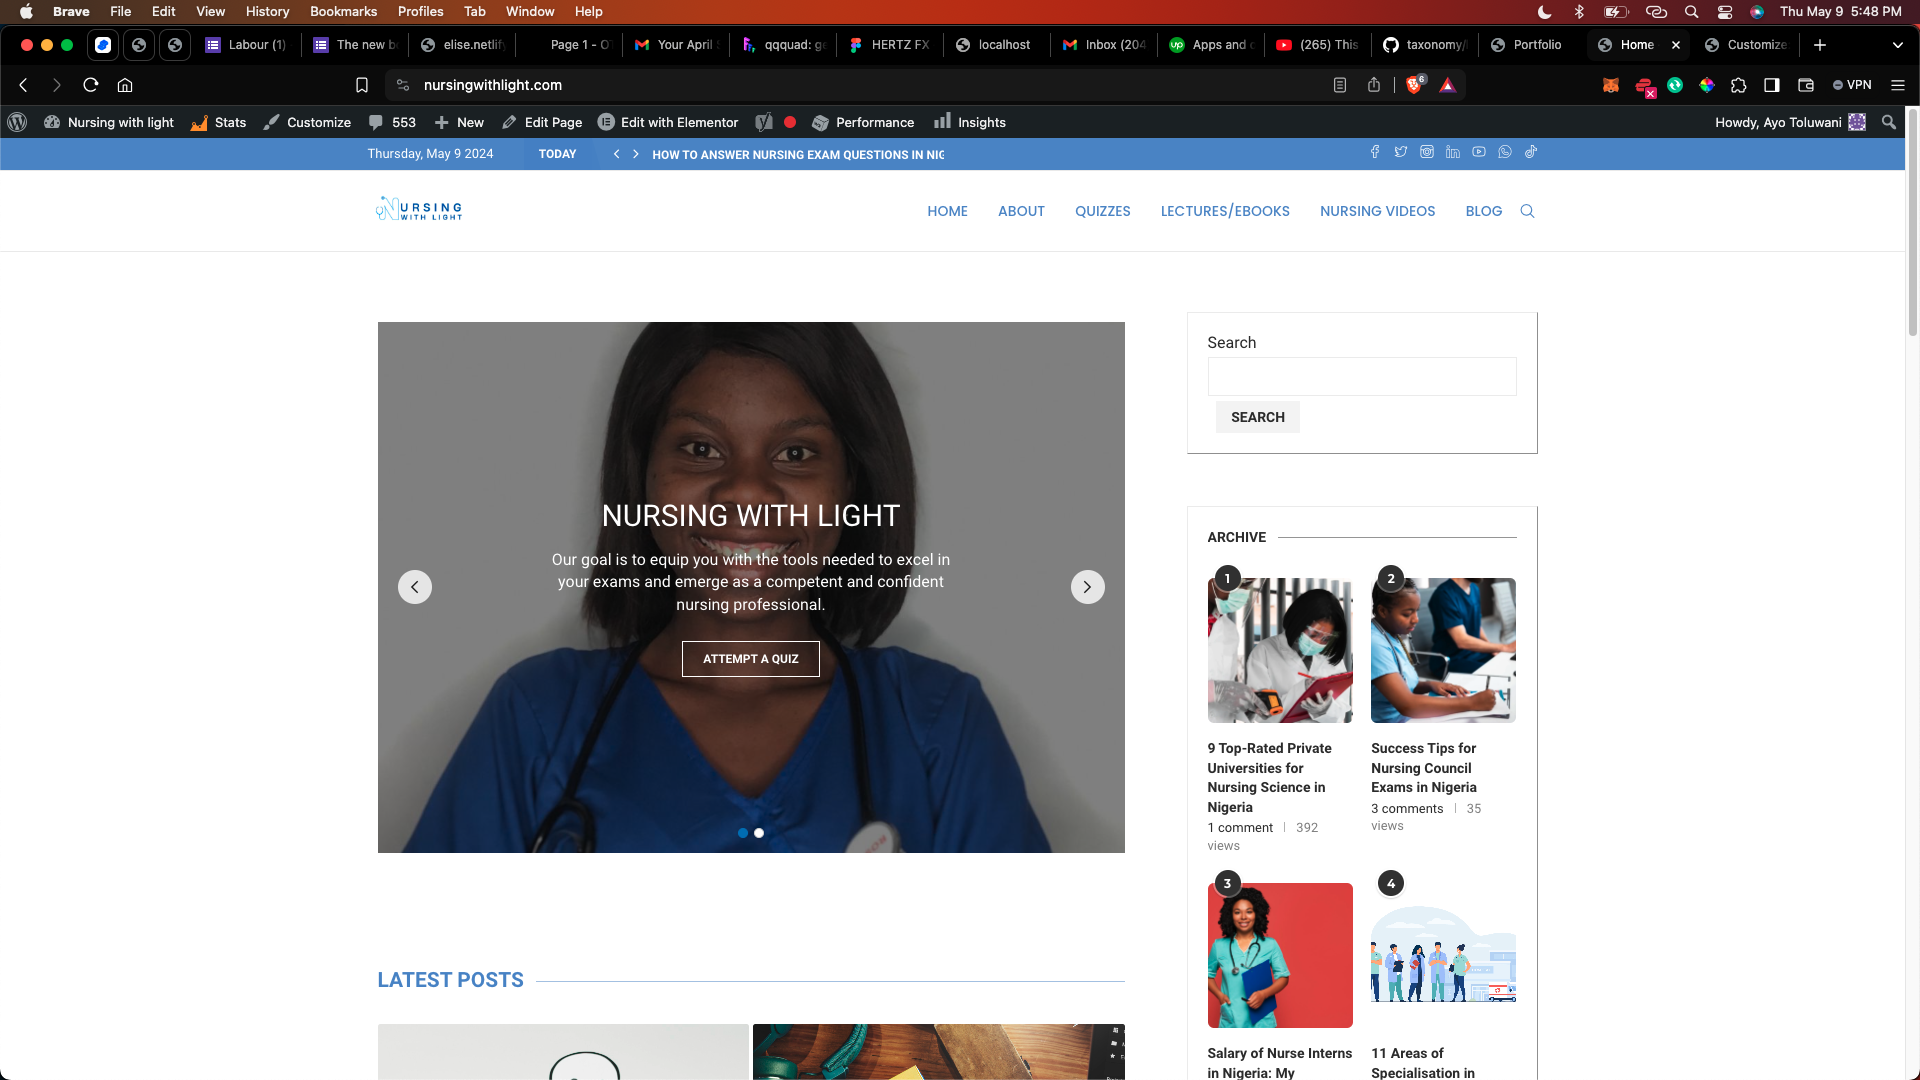 Brave File Edit View History Bookmarks Profiles Tab Window Help Thu May 9 5:48 PM
Labour (1) The new b elise.netlify Page 1 - O Your April S qqquad: ge HERTZ FX localhost Inbox (204 Apps and c (265) This taxonomy/ Portfolio Home Customize
nursingwithlight.com 6 VPN
Nursing with light Stats Customize 553 New Edit Page Edit with Elementor Performance Insights Howdy, Ayo Toluwani
Thursday, May 9 2024 TODAY HOW TO ANSWER NURSING EXAM QUESTIONS IN NIG
NURSING
WITH LIGHT
HOME ABOUT QUIZZES LECTURES/EBOOKS NURSING VIDEOS BLOG
NURSING WITH LIGHT
Our goal is to equip you with the tools needed to excel in
your exams and emerge as a competent and confident
nursing professional.
ATTEMPT A QUIZ
LATEST POSTS
Search
SEARCH
ARCHIVE
1
9 Top-Rated Private
Universities for
Nursing Science in
Nigeria
1 comment 392
views
2
Success Tips for
Nursing Council
Exams in Nigeria
3 comments 35
views
3
Salary of Nurse Interns
in Nigeria: My
4
11 Areas of
Specialisation in